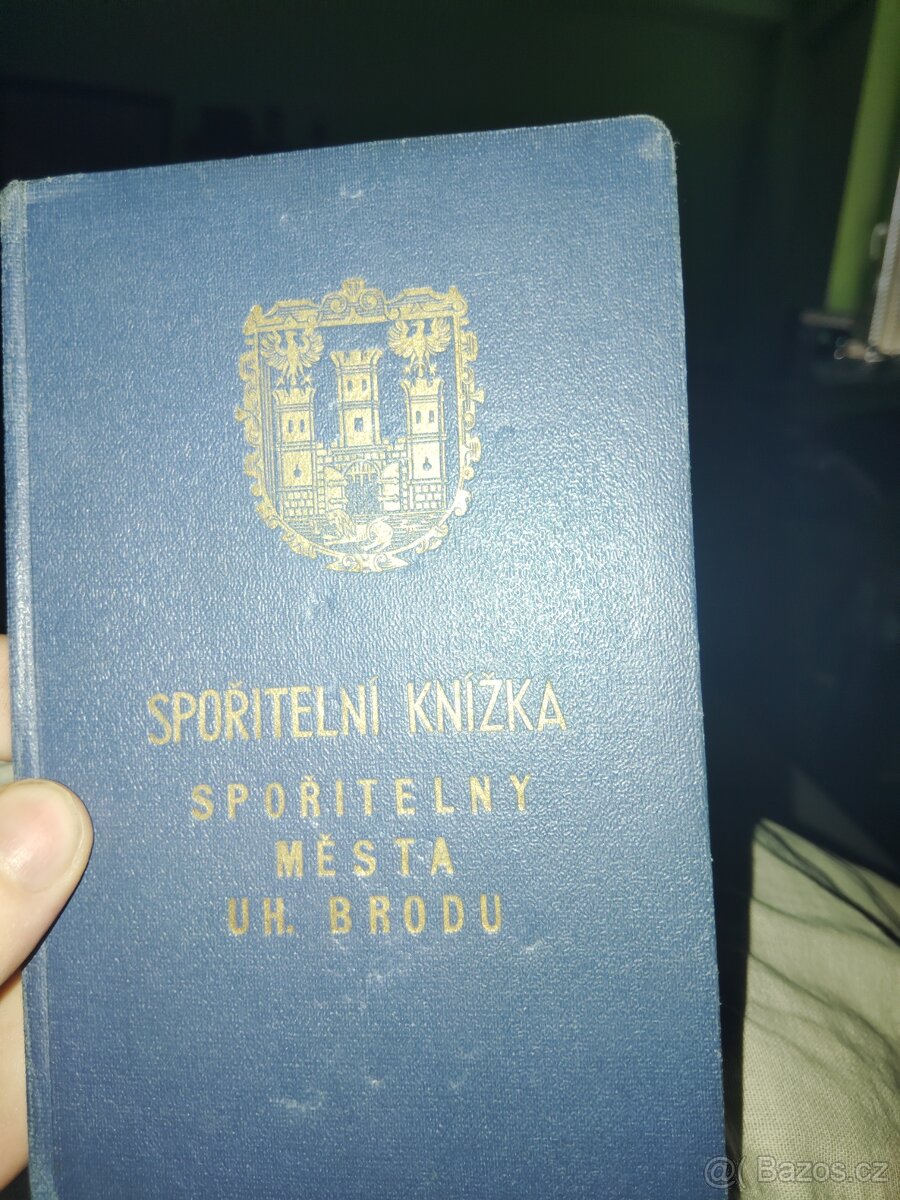 SPOŘITELNÍ KNÍŽKA
SPOŘITELNY
MĚSTA
UH. BRODU
@( Bazos.cz